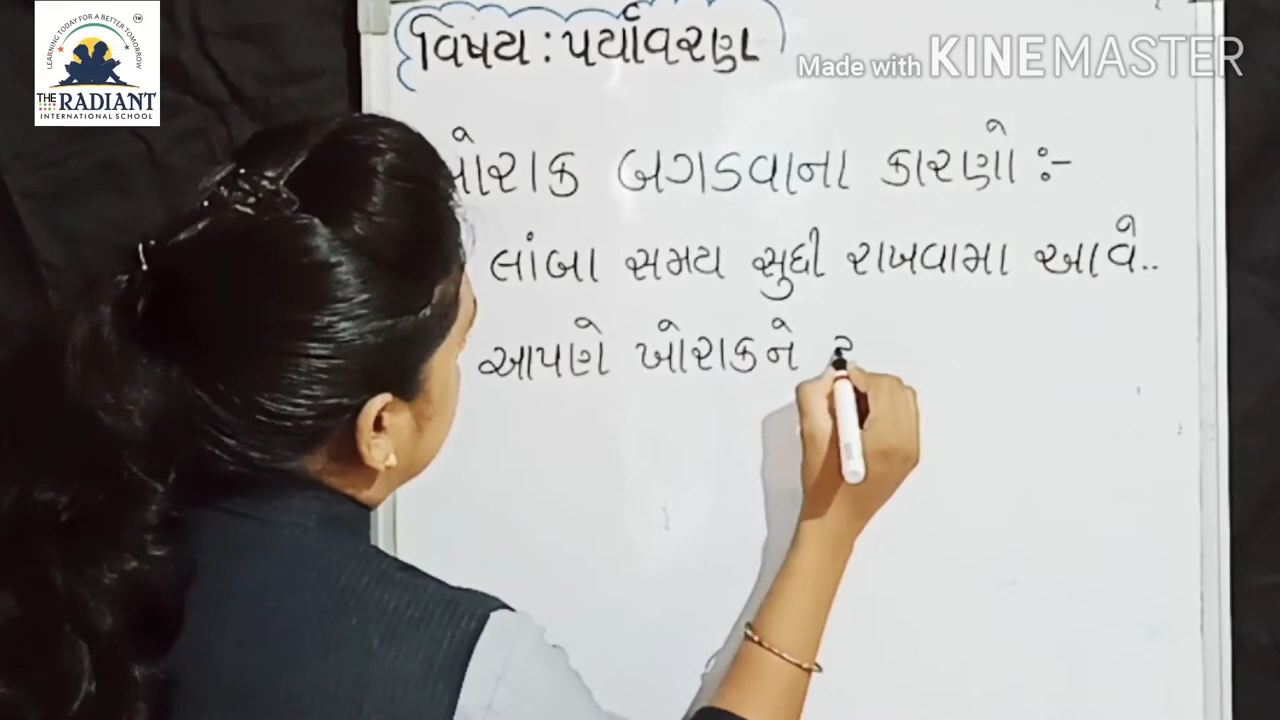 LEARNING TODAY FOR A BETTER TOMORROW
TM
THE RADIANT
INTERNATIONAL SCHOOL
Made with KINEMASTER
વિષય : પર્યાવરણ
બગડવાના કારણો :-
લાંબા સમય સુધી રાખવામા આવે..
આપણે ખોરાકને